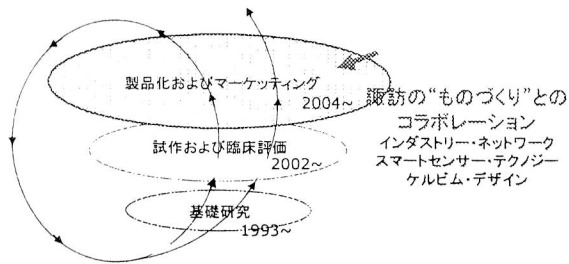 製品化およびマーケッティング
2004~
諏訪の“ものづくり”との
コラボレーション
インダストリー・ネットワーク
スマートセンサー・テクノジー
ケルビム・デザイン
試作および臨床評価
2002~
基礎研究
1993~